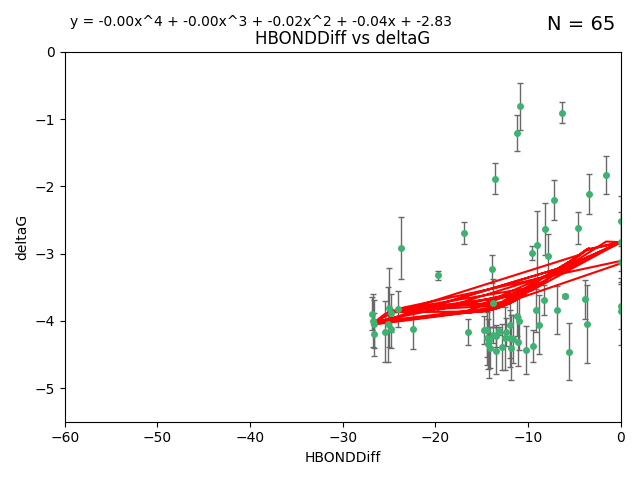 y = -0.00x^4 + -0.00x^3 + -0.02x^2 + -0.04x + -2.83
N = 65
HBONDDiff vs deltaG
0
−1
−2
−3
−4
−5
deltaG
−60 −50 −40 −30 −20 −10 0
HBONDDiff